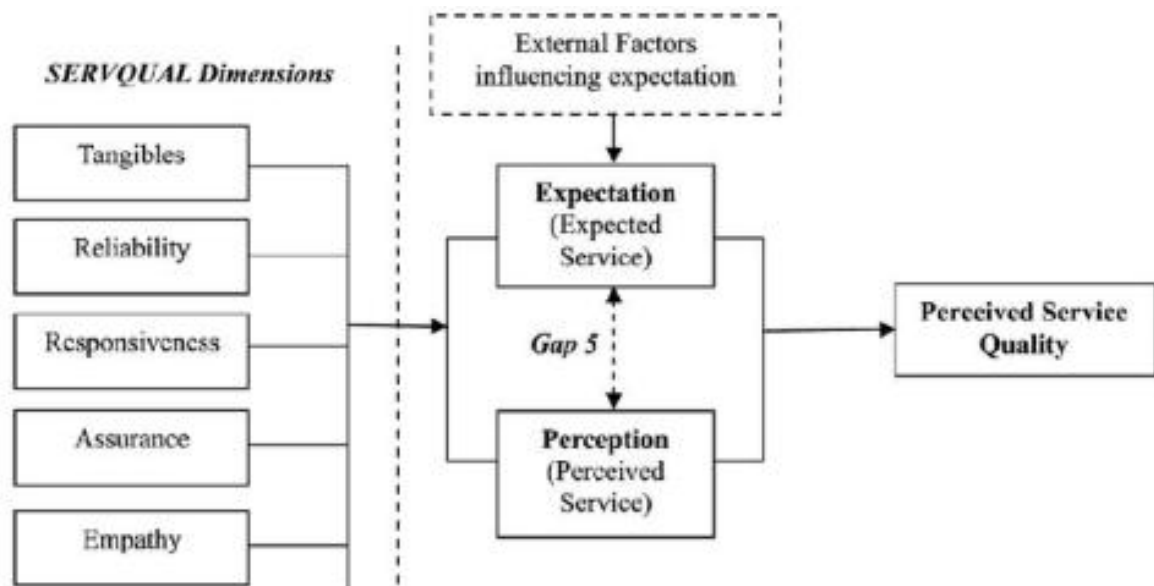 SERVQUAL Dimensions
Tangibles
Reliability
Responsiveness
Assurance
Empathy
External Factors
influencing expectation
Expectation
(Expected
Service)
Gap 5
Perception
(Perceived
Service)
Perceived Service
Quality